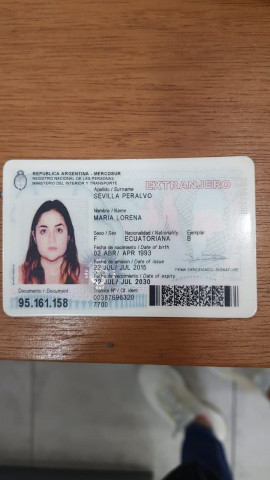 REPUBLICA ARGENTINA - MERCOSUR
REGISTRO NACIONAL DE LAS PERSONAS
MINISTERIO DEL INTERIOR Y TRANSPORTE
EXTRANJERO
Apellido / Surname
SEVILLA PERALVO
Nombre / Name
MARIA LORENA
Sexo / Sex Nacionalidad / Nationality Ejemplar
F ECUATORIANA B
Fecha de nacimiento / Date of birth
02 ABR/ APR 1993
Fecha de emisión / Date of issue
22 JUL/ JUL 2015
Fecha de vencimiento / Date of expiry
22 JUL/ JUL 2030
FIRMA IDENTIFICADO / SIGNATURE
Documento / Document
95.161.158
Trámite N° / Of. ident.
00387696320
7700